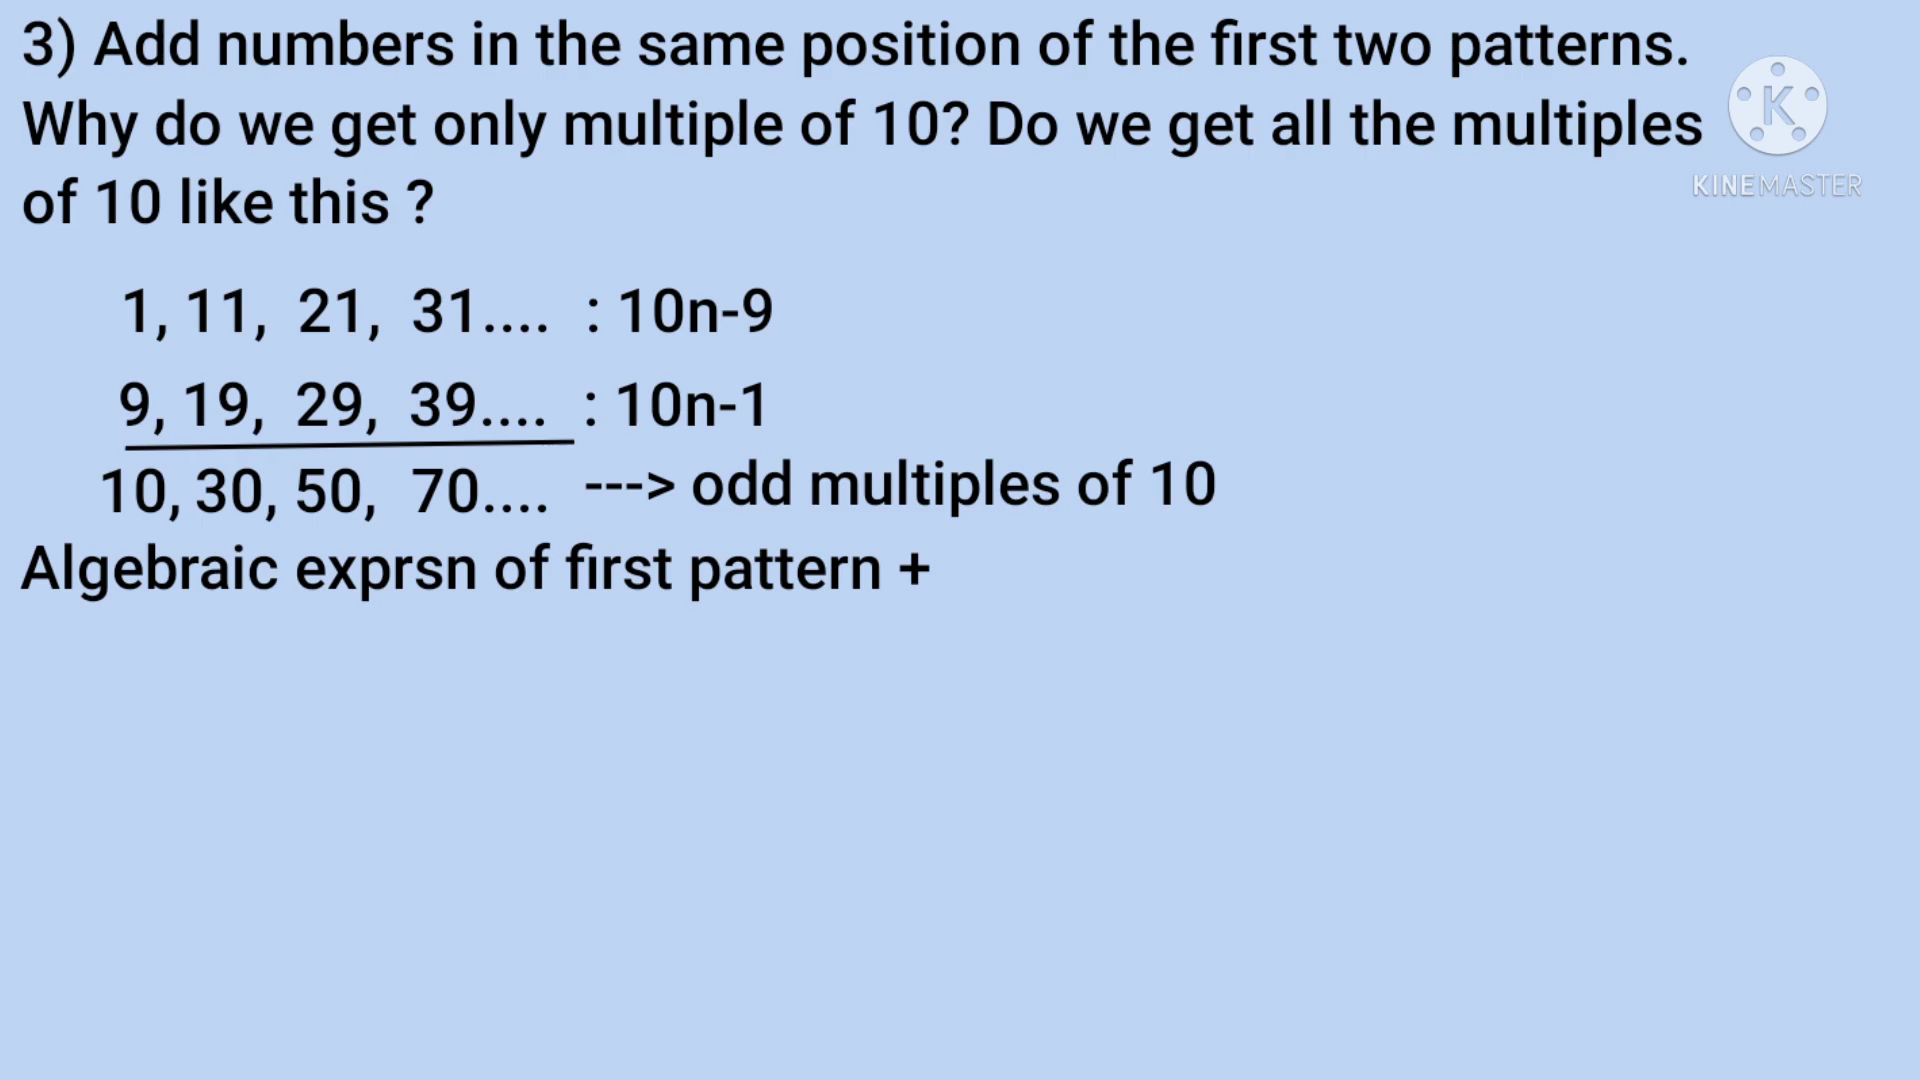 3) Add numbers in the same position of the first two patterns.
Why do we get only multiple of 10? Do we get all the multiples
of 10 like this ?
K
KINEMASTER
1, 11, 21, 31.... : 10n-9
9, 19, 29, 39.... : 10n-1
10, 30, 50, 70.... ---> odd multiples of 10
Algebraic exprsn of first pattern +